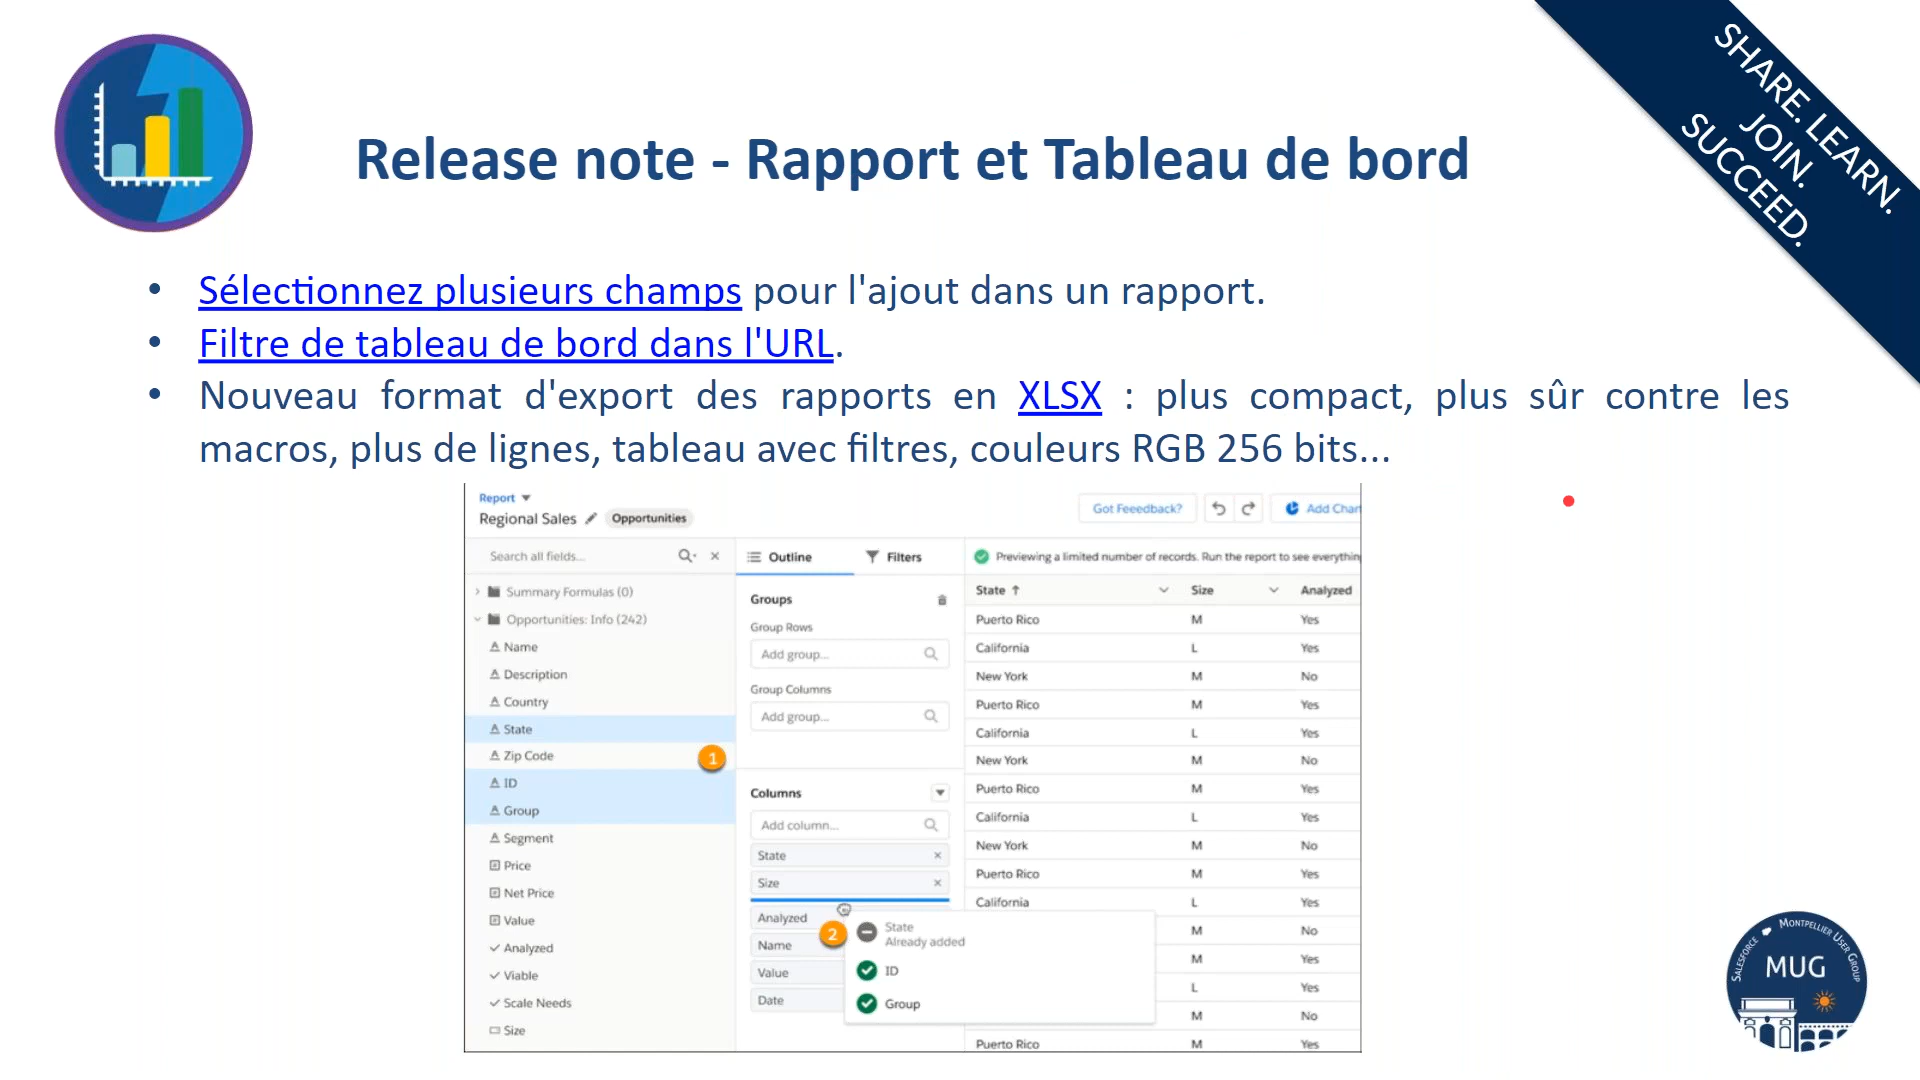 SHARE. LEARN.
JOIN.
SUCCEED.
Release note - Rapport et Tableau de bord
• Sélectionnez plusieurs champs pour l'ajout dans un rapport.
• Filtre de tableau de bord dans l'URL.
• Nouveau format d'export des rapports en XLSX : plus compact, plus sûr contre les
macros, plus de lignes, tableau avec filtres, couleurs RGB 256 bits...
Report
Regional Sales Opportunities
Got Feeedback?
Add Chart
Search all fields...
Summary Formulas (0)
Opportunities: Info (242)
Name
Description
Country
State
Zip Code
1
ID
Group
Segment
Price
Net Price
Value
Analyzed
Viable
Scale Needs
Size
Outline Filters
Groups
Group Rows
Add group...
Group Columns
Add group...
Columns
Add column...
State
Size
Analyzed
Name
Value
Date
2
State
Already added
ID
Group
Previewing a limited number of records. Run the report to see everything
State Size Analyzed
Puerto Rico M Yes
California L Yes
New York M No
Puerto Rico M Yes
California L Yes
New York M No
Puerto Rico M Yes
California L Yes
New York M No
Puerto Rico M Yes
California L Yes
M No
M Yes
L Yes
M No
Puerto Rico M Yes
SALESFORCE MONTPELLIER USER GROUP
MUG